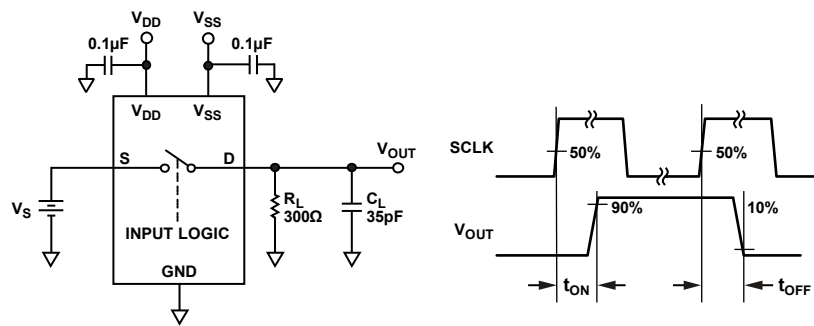 VDD
VSS
0.1µF
0.1µF
VDD
VSS
S
D
VOUT
VS
RL
300Ω
CL
35pF
INPUT LOGIC
GND
SCLK
50%
50%
VOUT
90%
10%
tON
tOFF